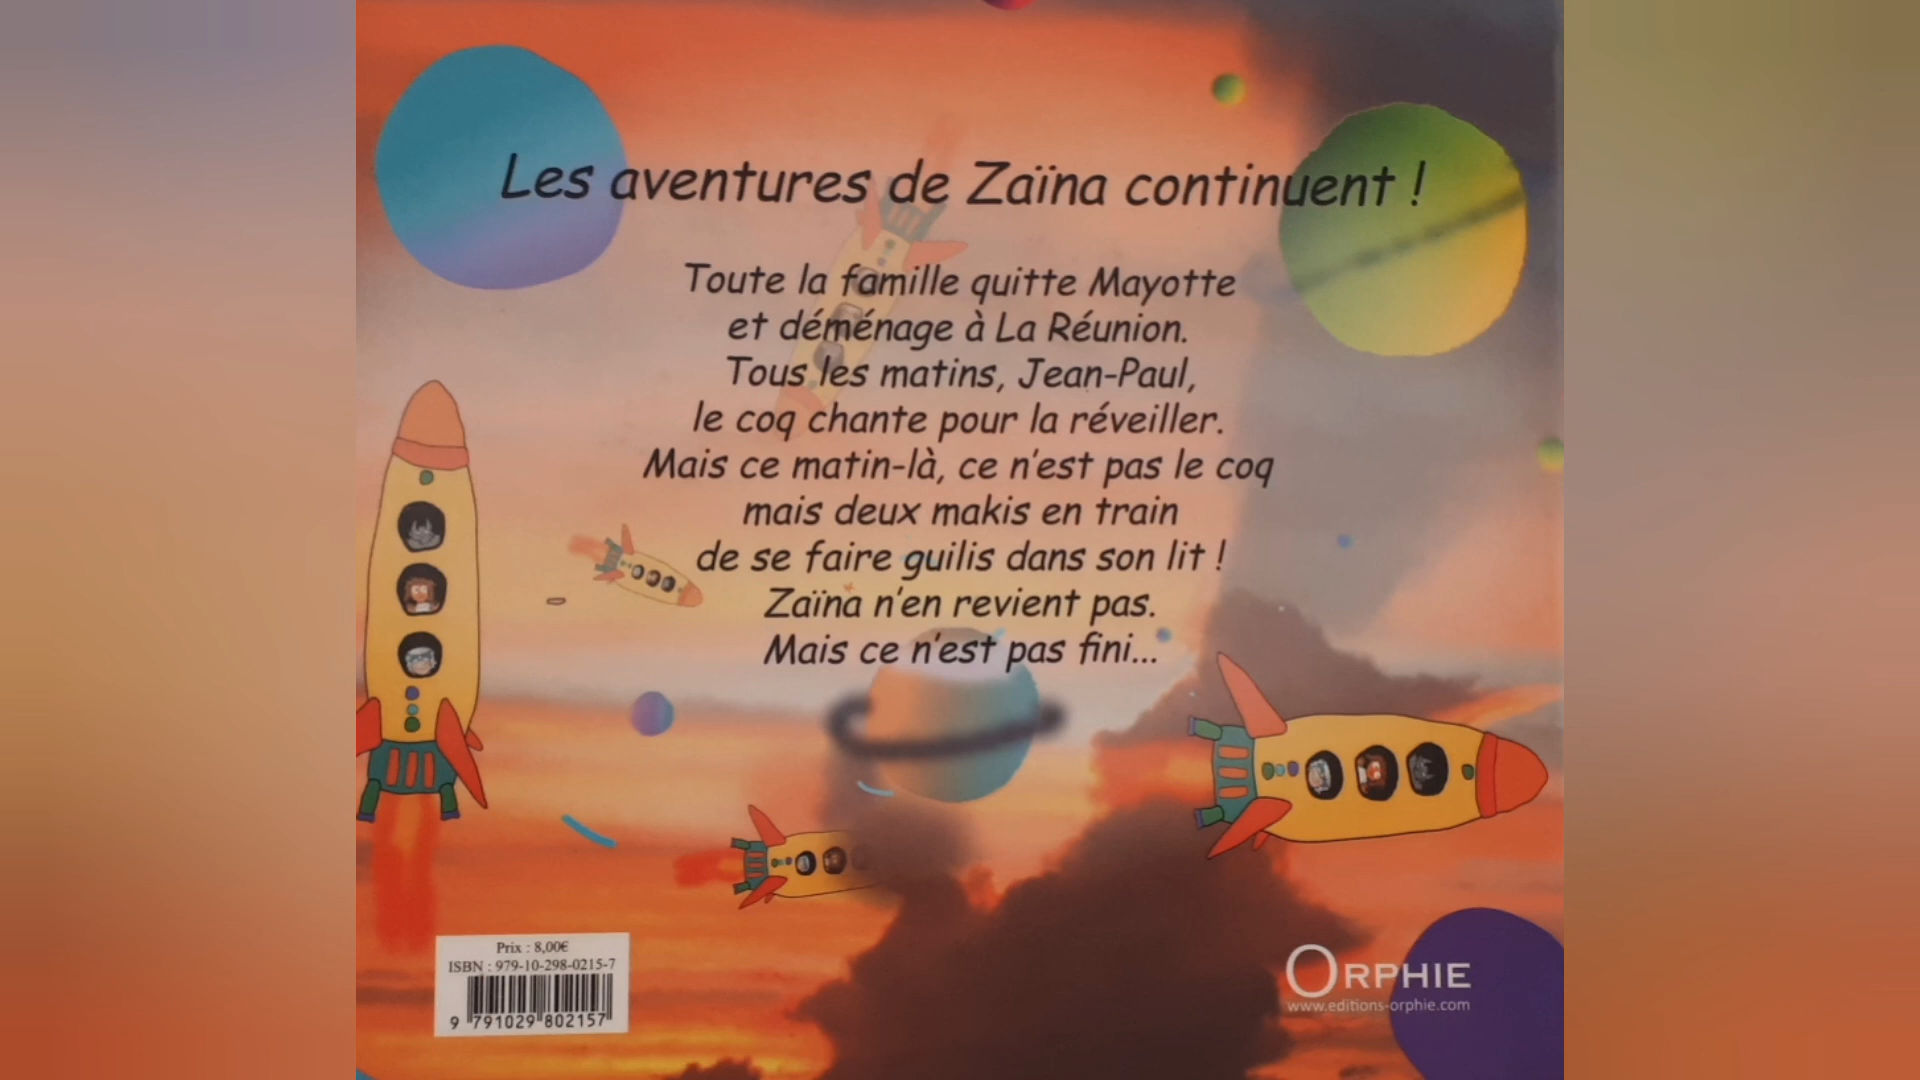 Les aventures de Zaïna continuent !
Toute la famille quitte Mayotte
et déménage à La Réunion.
Tous les matins, Jean-Paul,
le coq chante pour la réveiller.
Mais ce matin-là, ce n'est pas le coq
mais deux makis en train
de se faire guilis dans son lit !
Zaïna n'en revient pas.
Mais ce n'est pas fini...
Prix : 8,00€
ISBN : 979-10-298-0215-7
9 791029 802157
ORPHIE
www.editions-orphie.com